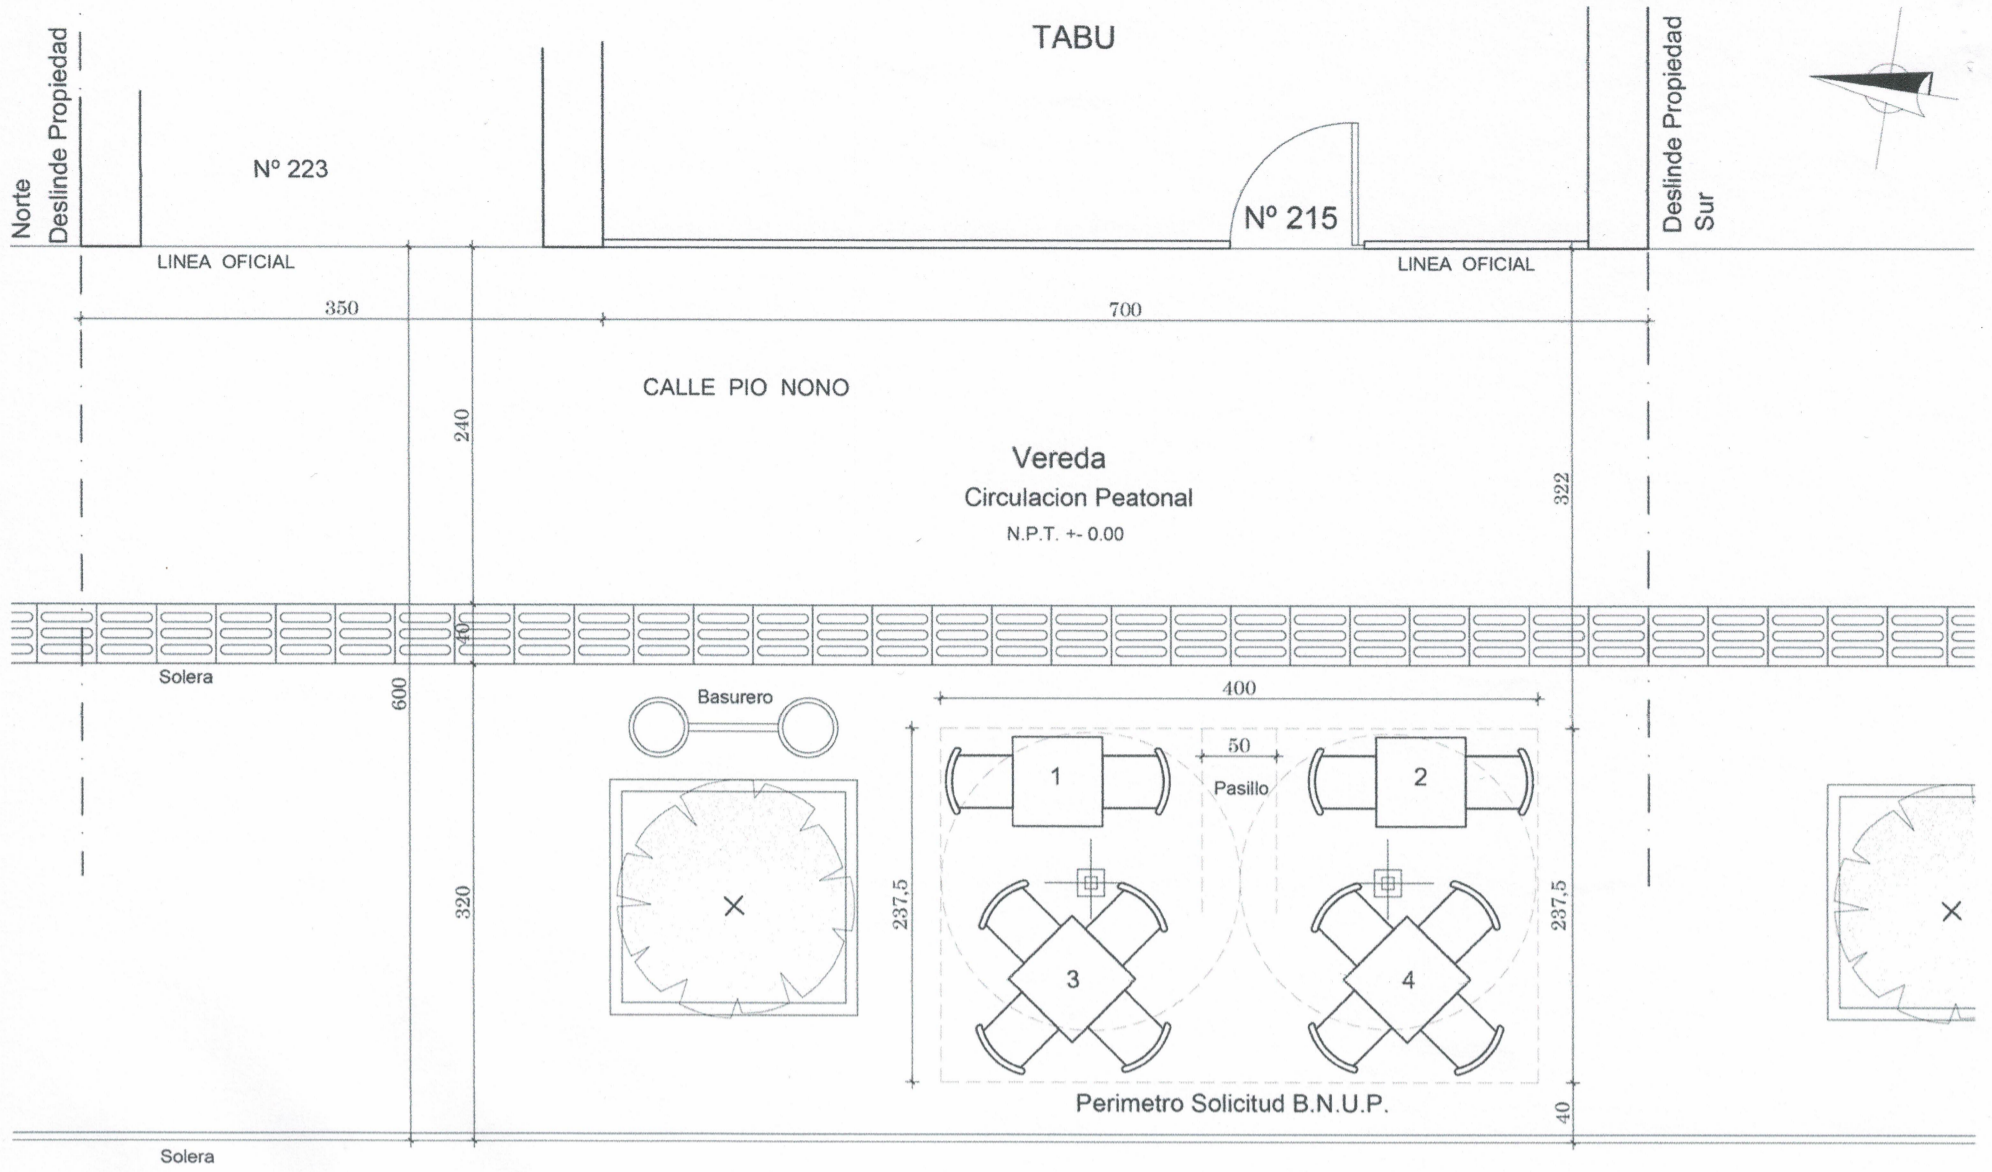 TABU
Norte
Deslinde Propiedad
Nº 223
Nº 215
Deslinde Propiedad
Sur
LINEA OFICIAL
LINEA OFICIAL
350
700
CALLE PIO NONO
240
Vereda
Circulacion Peatonal
N.P.T. +- 0.00
322
40
Solera
600
Basurero
400
50
Pasillo
1
2
237,5
237,5
320
3
4
Perimetro Solicitud B.N.U.P.
40
Solera